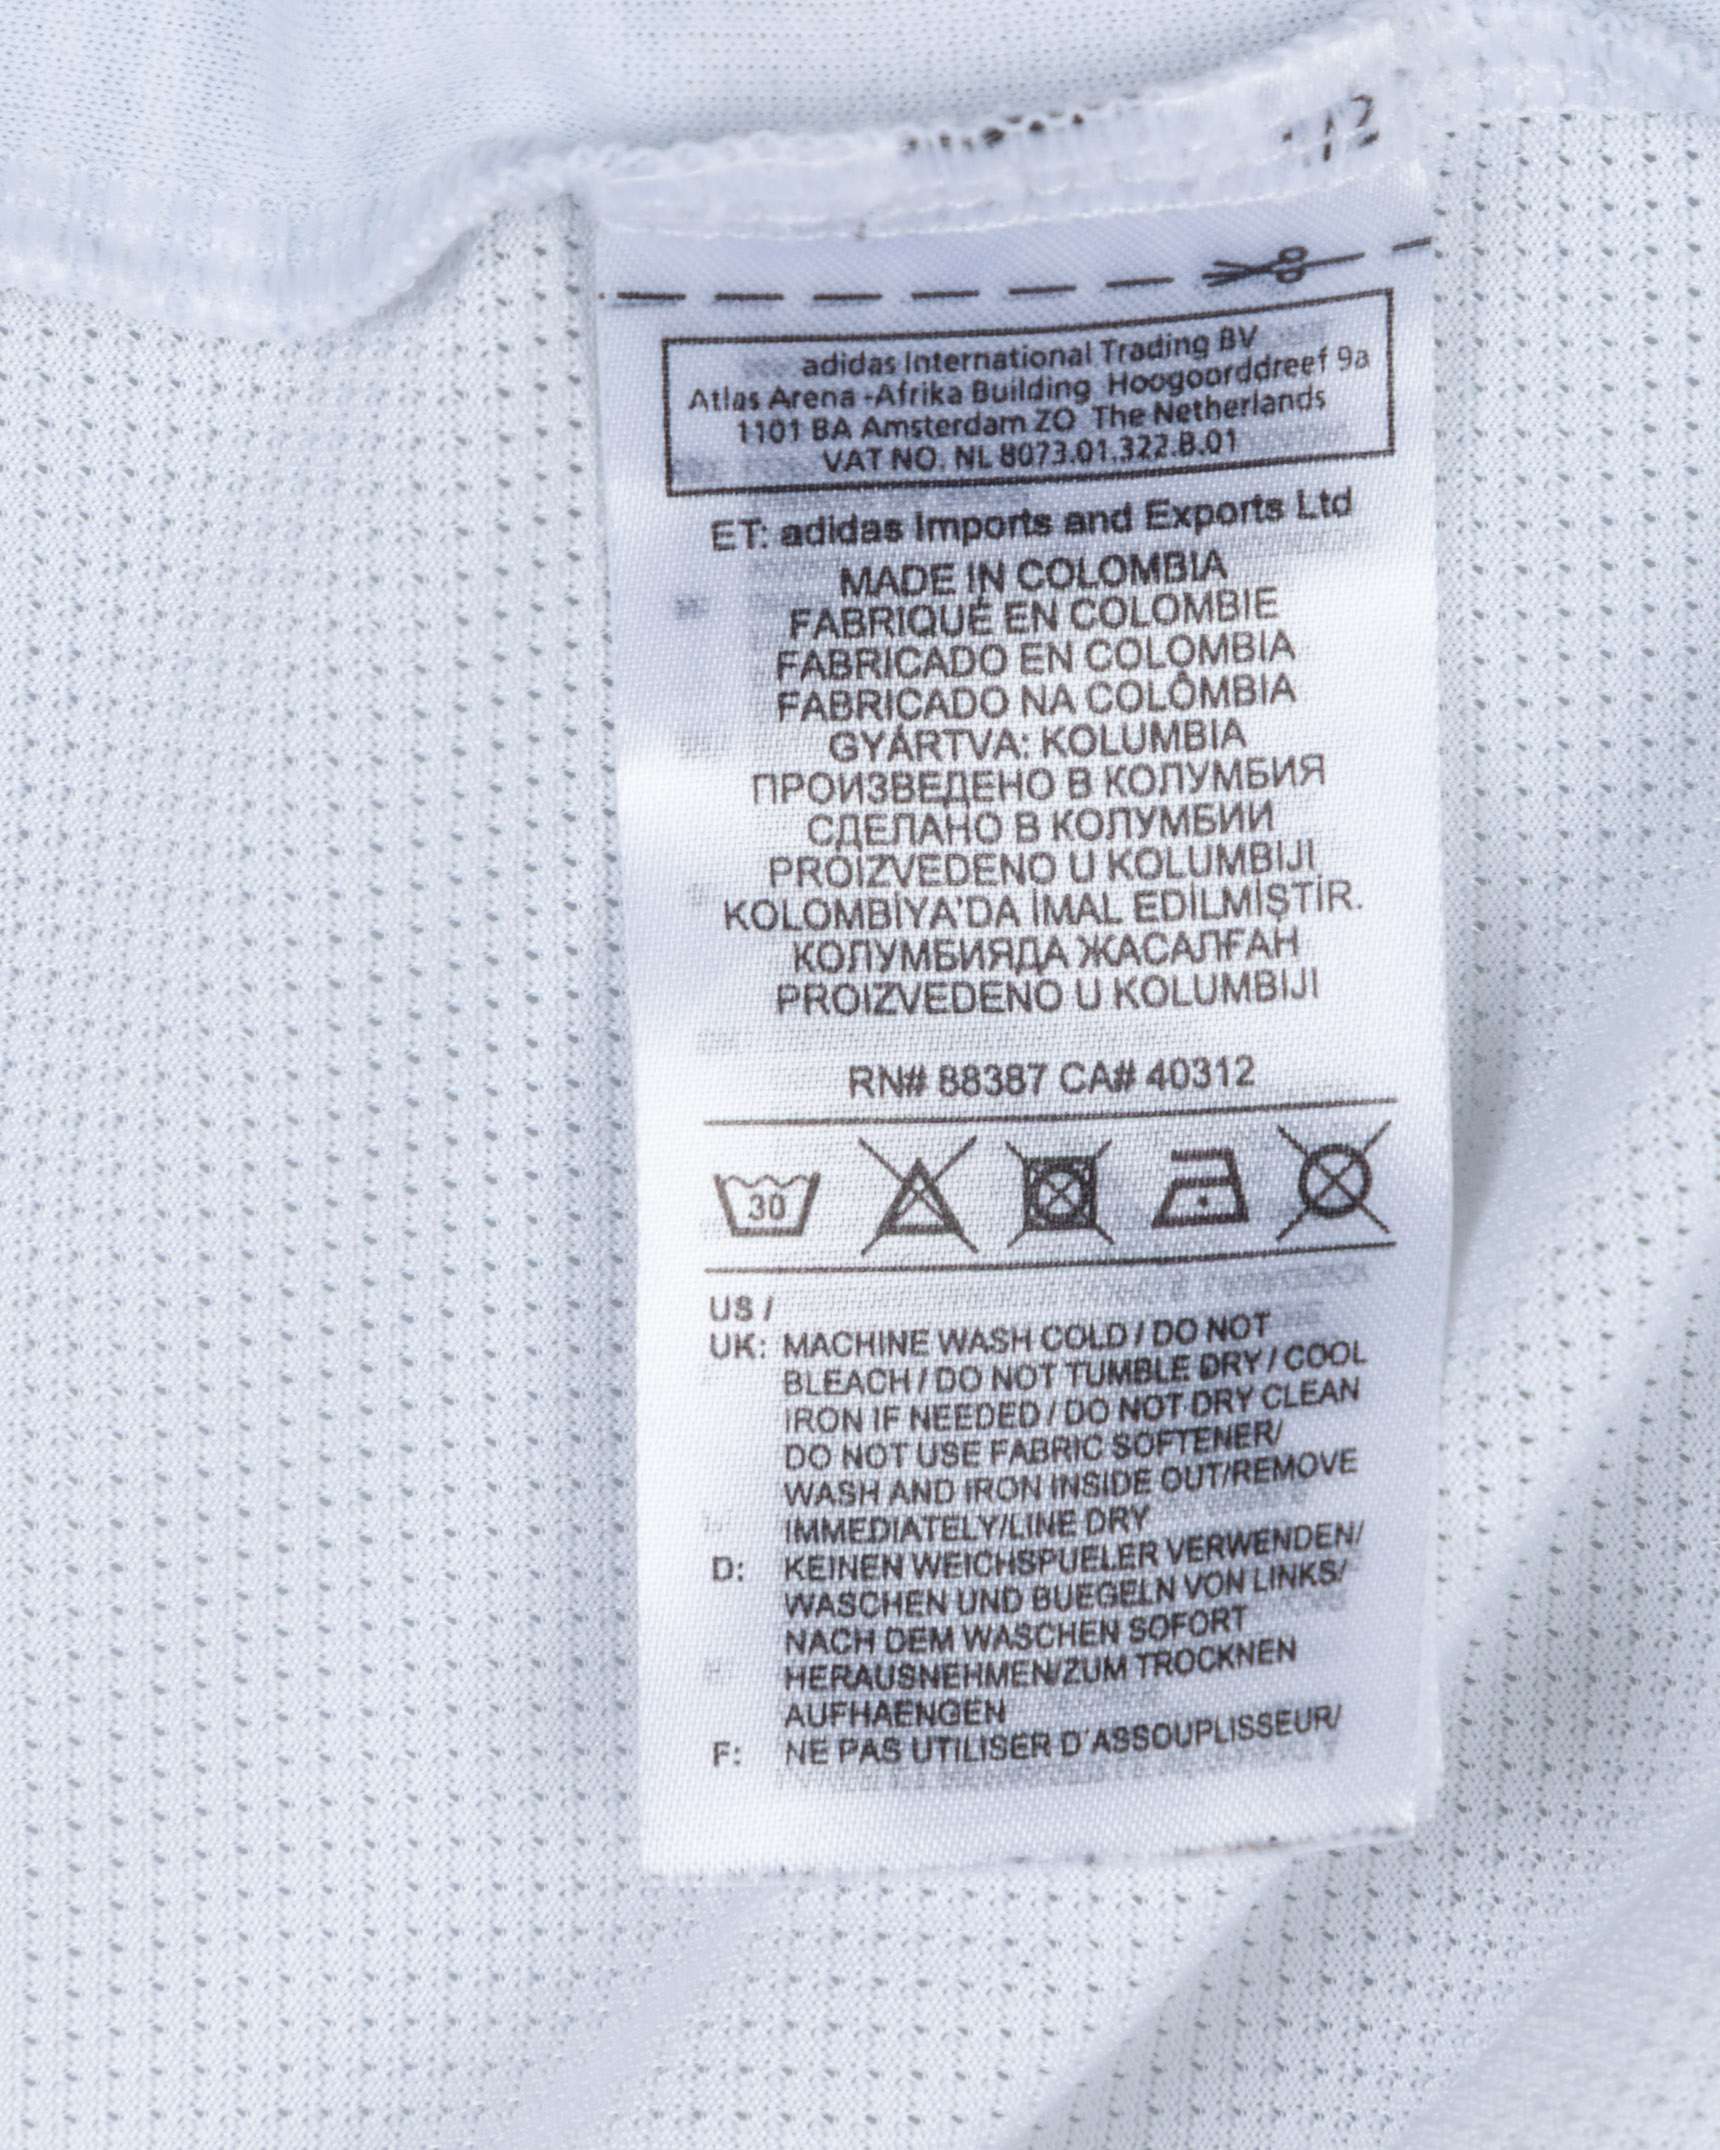 adidas International Trading BV
Atlas Arena -Afrika Building Hoogoorddreef 9a
1101 BA Amsterdam ZO The Netherlands
VAT NO. NL 8073.01.322.B.01
ET: adidas Imports and Exports Ltd
MADE IN COLOMBIA
FABRIQUÉ EN COLOMBIE
FABRICADO EN COLOMBIA
FABRICADO NA COLÔMBIA
GYÁRTVA: KOLUMBIA
ПРОИЗВЕДЕНО В КОЛУМБИЯ
СДЕЛАНО В КОЛУМБИИ
PROIZVEDENO U KOLUMBIJI
KOLOMBİYA'DA İMAL EDİLMİŞTİR.
КОЛУМБИЯДА ЖАСАЛҒАН
PROIZVEDENO U KOLUMBIJI
RN# 88387 CA# 40312
30
US /
UK: MACHINE WASH COLD / DO NOT
BLEACH / DO NOT TUMBLE DRY / COOL
IRON IF NEEDED / DO NOT DRY CLEAN
DO NOT USE FABRIC SOFTENER/
WASH AND IRON INSIDE OUT/REMOVE
IMMEDIATELY/LINE DRY
D: KEINEN WEICHSPUELER VERWENDEN/
WASCHEN UND BUEGELN VON LINKS/
NACH DEM WASCHEN SOFORT
HERAUSNEHMEN/ZUM TROCKNEN
AUFHAENGEN
F: NE PAS UTILISER D'ASSOUPLISSEUR/